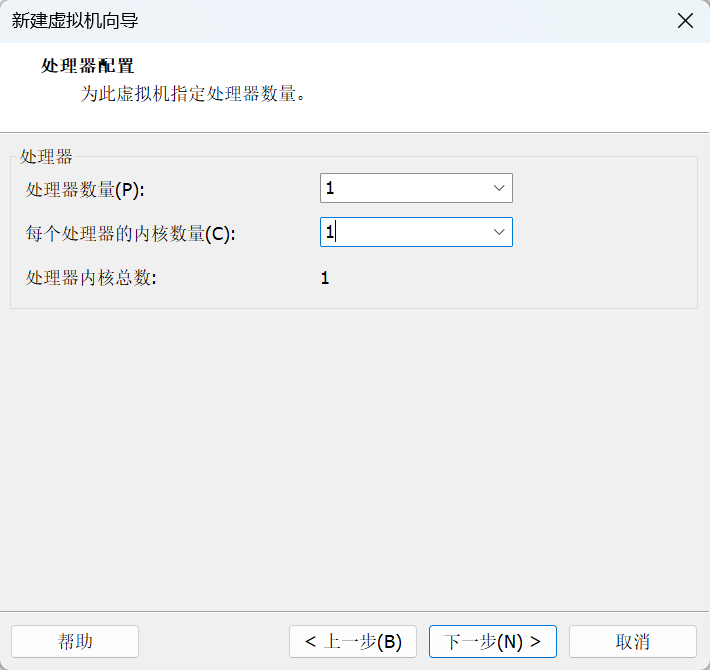 新建虚拟机向导
处理器配置
为此虚拟机指定处理器数量。
处理器
处理器数量(P): 1
每个处理器的内核数量(C): 1
处理器内核总数: 1
帮助 < 上一步(B) 下一步(N) > 取消